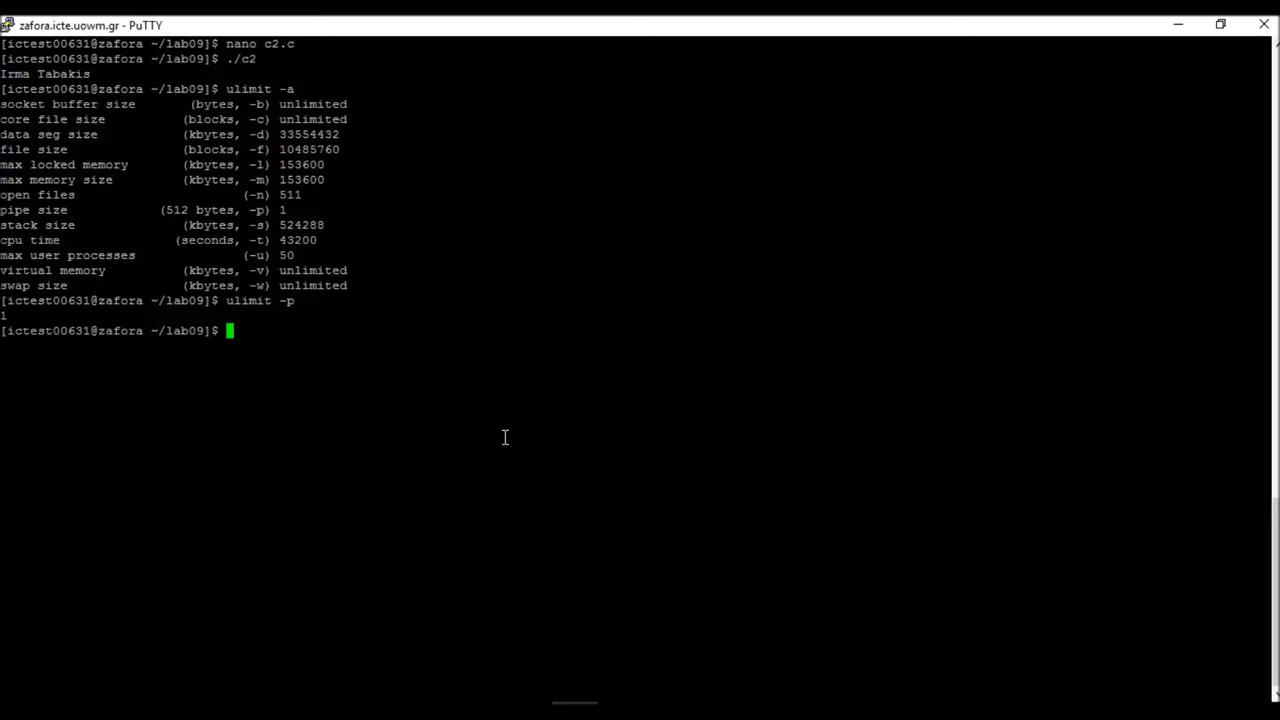 zafora.icte.uowm.gr - PuTTY
[ictest00631@zafora ~/lab09]$ nano c2.c
[ictest00631@zafora ~/lab09]$ ./c2
Irma Tabakis
[ictest00631@zafora ~/lab09]$ ulimit -a
socket buffer size       (bytes, -b) unlimited
core file size          (blocks, -c) unlimited
data seg size           (kbytes, -d) 33554432
file size               (blocks, -f) 10485760
max locked memory       (kbytes, -l) 153600
max memory size         (kbytes, -m) 153600
open files                      (-n) 511
pipe size            (512 bytes, -p) 1
stack size              (kbytes, -s) 524288
cpu time               (seconds, -t) 43200
max user processes              (-u) 50
virtual memory          (kbytes, -v) unlimited
swap size               (kbytes, -w) unlimited
[ictest00631@zafora ~/lab09]$ ulimit -p
1
[ictest00631@zafora ~/lab09]$